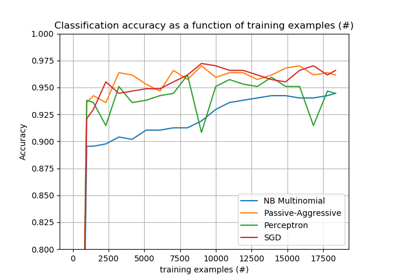 Classification accuracy as a function of training examples (#)
1.000
0.975
0.950
0.925
0.900
0.875
0.850
0.825
0.800
Accuracy
NB Multinomial
Passive-Aggressive
Perceptron
SGD
0 2500 5000 7500 10000 12500 15000 17500
training examples (#)